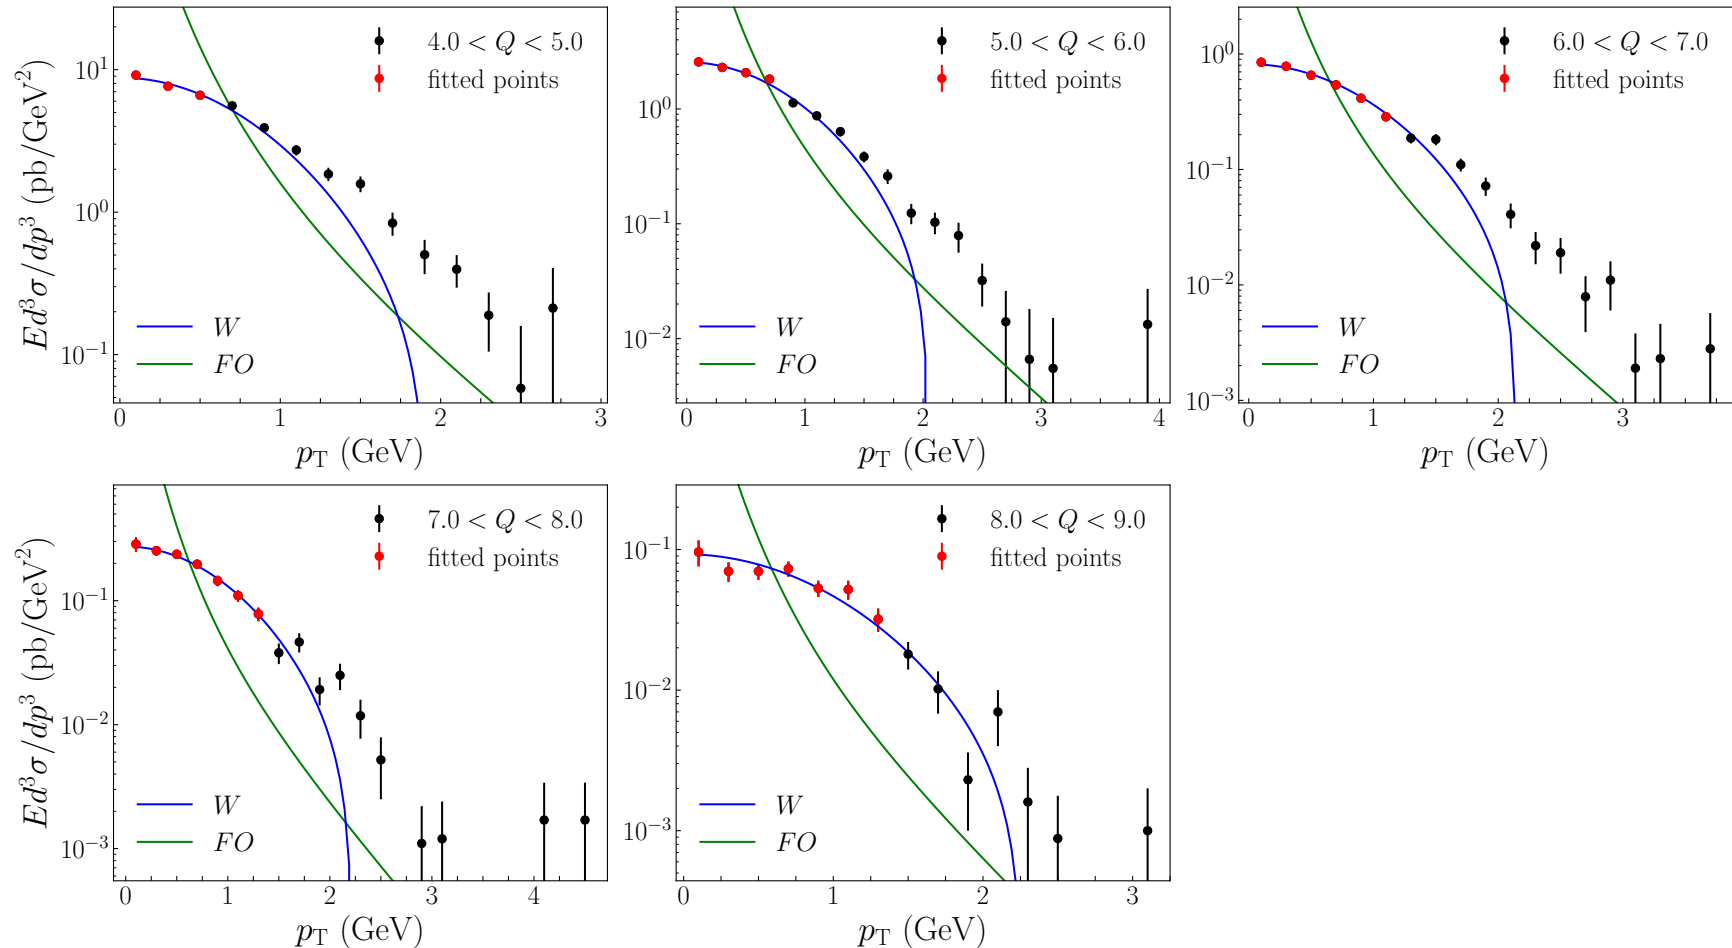 Ed³σ/dp³ (pb/GeV²)
10¹
10⁰
10⁻¹
4.0 < Q < 5.0
fitted points
W
FO
0 1 2 3
p_T (GeV)
10⁰
10⁻¹
10⁻²
5.0 < Q < 6.0
fitted points
W
FO
0 1 2 3 4
p_T (GeV)
10⁰
10⁻¹
10⁻²
10⁻³
6.0 < Q < 7.0
fitted points
W
FO
0 1 2 3
p_T (GeV)
Ed³σ/dp³ (pb/GeV²)
10⁻¹
10⁻²
10⁻³
7.0 < Q < 8.0
fitted points
W
FO
0 1 2 3 4
p_T (GeV)
10⁻¹
10⁻²
10⁻³
8.0 < Q < 9.0
fitted points
W
FO
0 1 2 3
p_T (GeV)